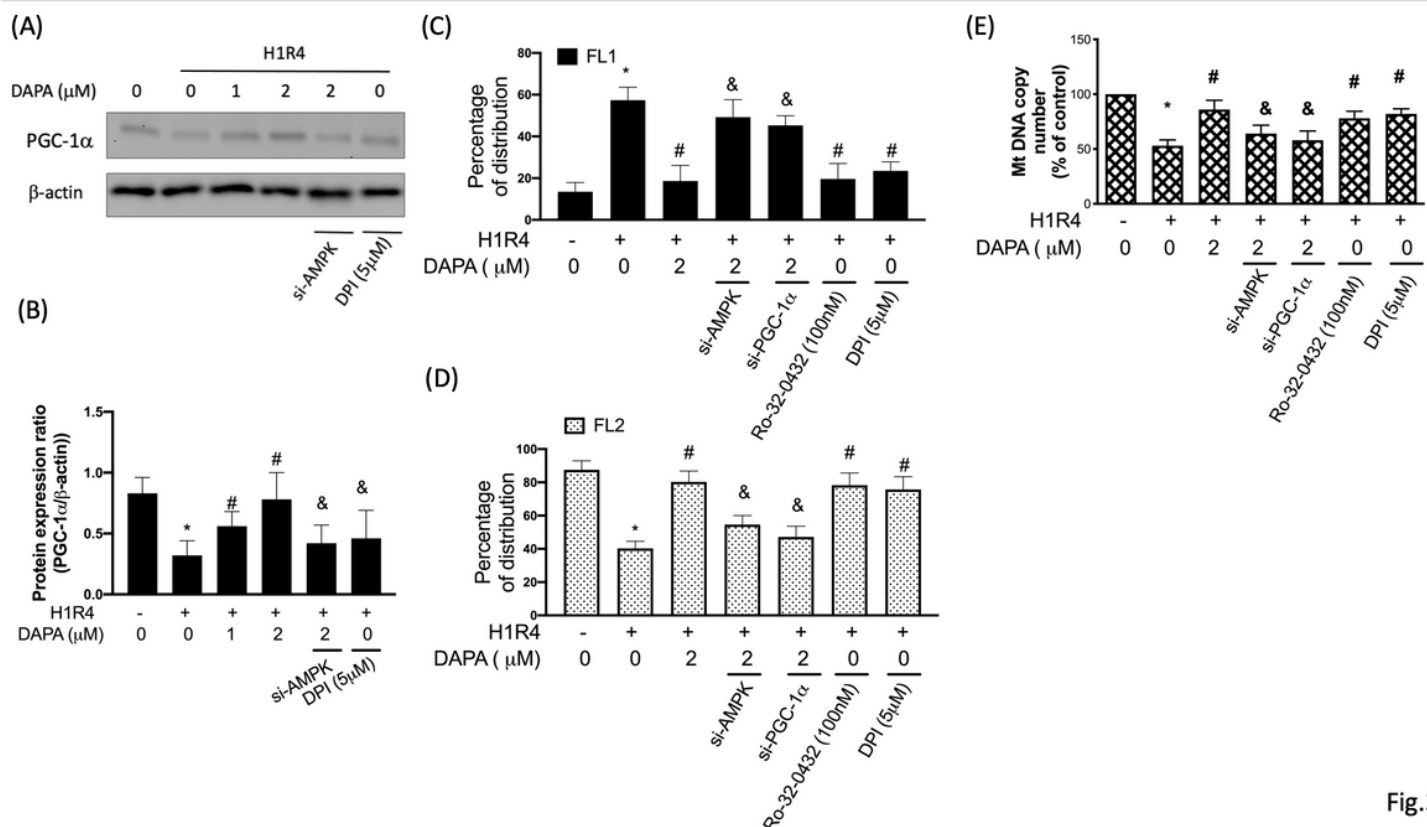 (A)
H1R4
DAPA (μM) 0 0 1 2 2 0
PGC-1α
β-actin
si-AMPK
DPI (5μM)
(B)
Protein expression ratio
(PGC-1α/β-actin))
1.5
1.0
0.5
0.0
* # # & &
H1R4 - + + + + +
DAPA (μM) 0 0 1 2 2 0
si-AMPK
DPI (5μM)
(C)
Percentage
of distribution
80
60
40
20
0
FL1
* # & & # #
H1R4 - + + + + + +
DAPA ( μM) 0 0 2 2 2 0 0
si-AMPK
si-PGC-1α
Ro-32-0432 (100nM)
DPI (5μM)
(D)
Percentage
of distribution
100
80
60
40
20
0
FL2
* # & & # #
H1R4 - + + + + + +
DAPA ( μM) 0 0 2 2 2 0 0
si-AMPK
si-PGC-1α
Ro-32-0432 (100nM)
DPI (5μM)
(E)
Mt DNA copy
number
(% of control)
150
100
50
0
* # & & # #
H1R4 - + + + + + +
DAPA ( μM) 0 0 2 2 2 0 0
si-AMPK
si-PGC-1α
Ro-32-0432 (100nM)
DPI (5μM)
Fig.